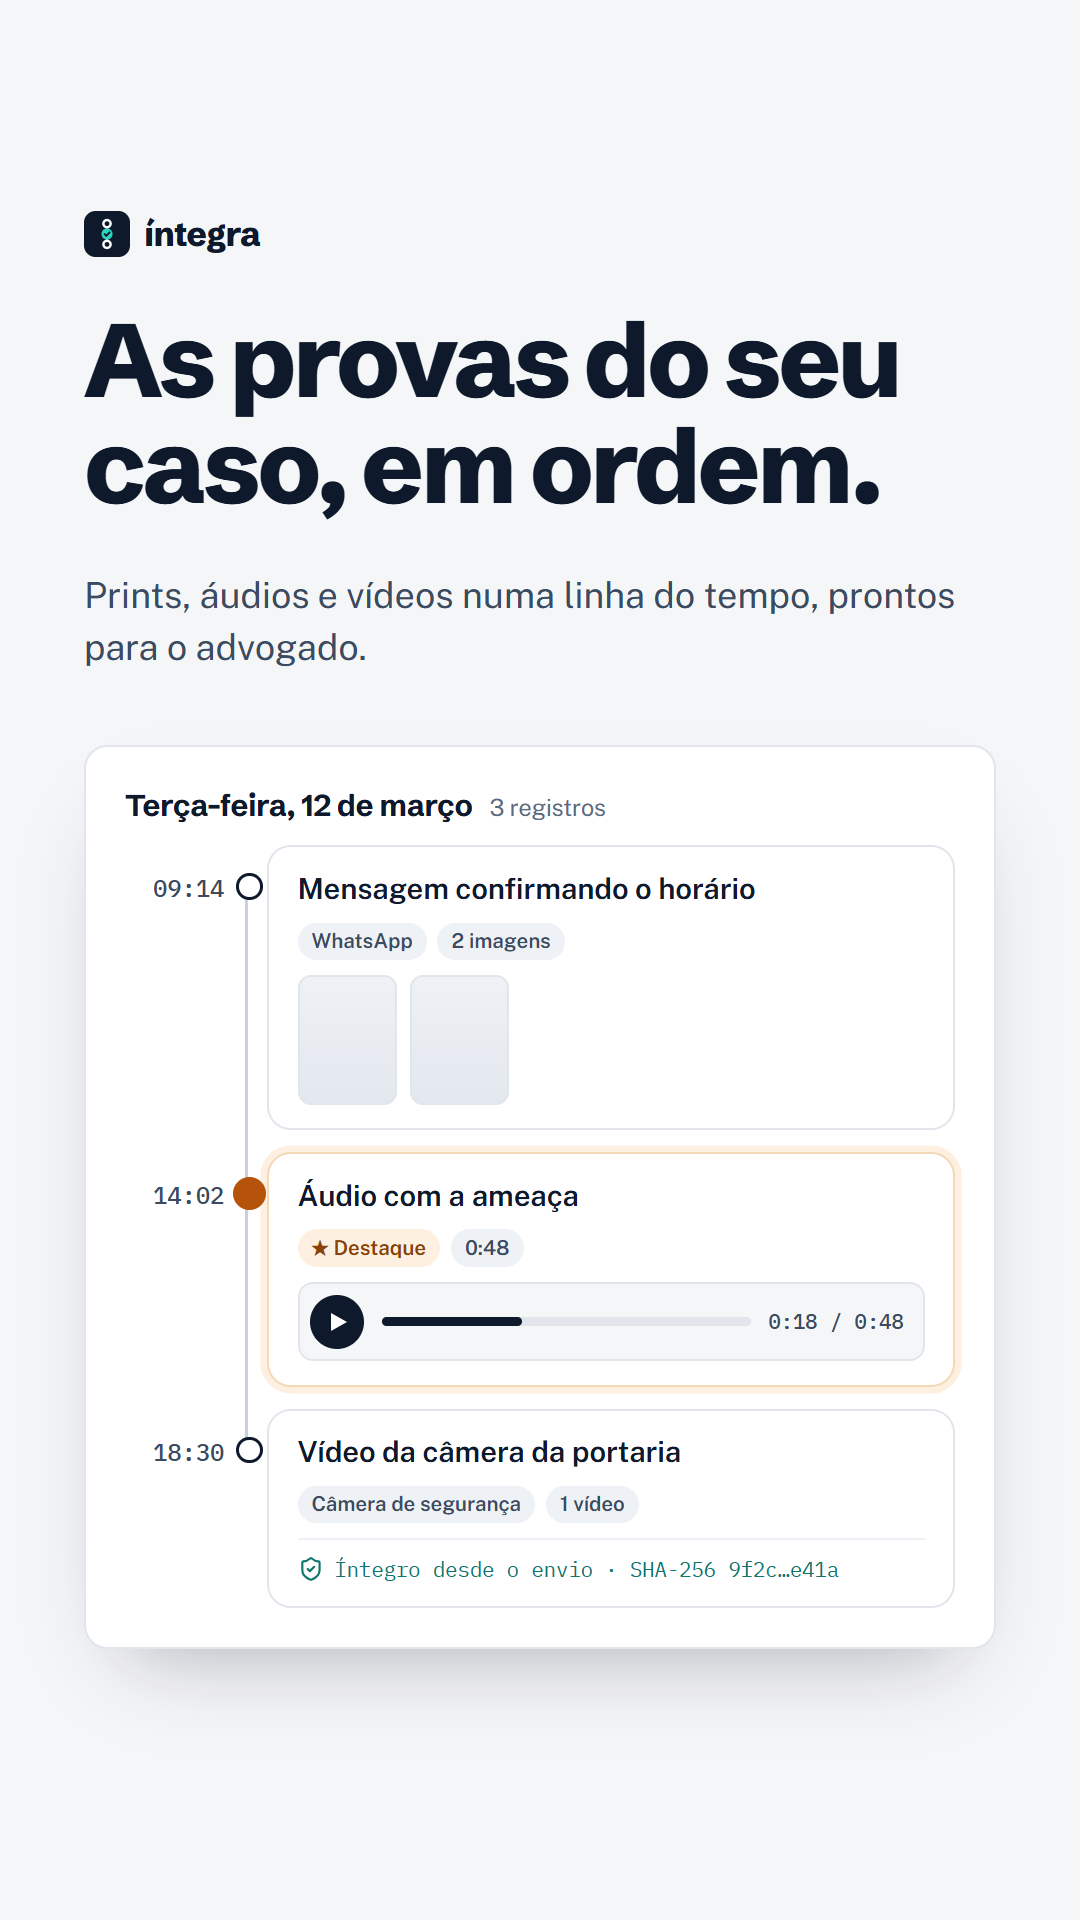 íntegra
As provas do seu
caso, em ordem.
Prints, áudios e vídeos numa linha do tempo, prontos
para o advogado.
Terça-feira, 12 de março 3 registros
09:14 Mensagem confirmando o horário
WhatsApp 2 imagens
14:02 Áudio com a ameaça
★ Destaque 0:48
0:18 / 0:48
18:30 Vídeo da câmera da portaria
Câmera de segurança 1 vídeo
Íntegro desde o envio · SHA-256 9f2c…e41a